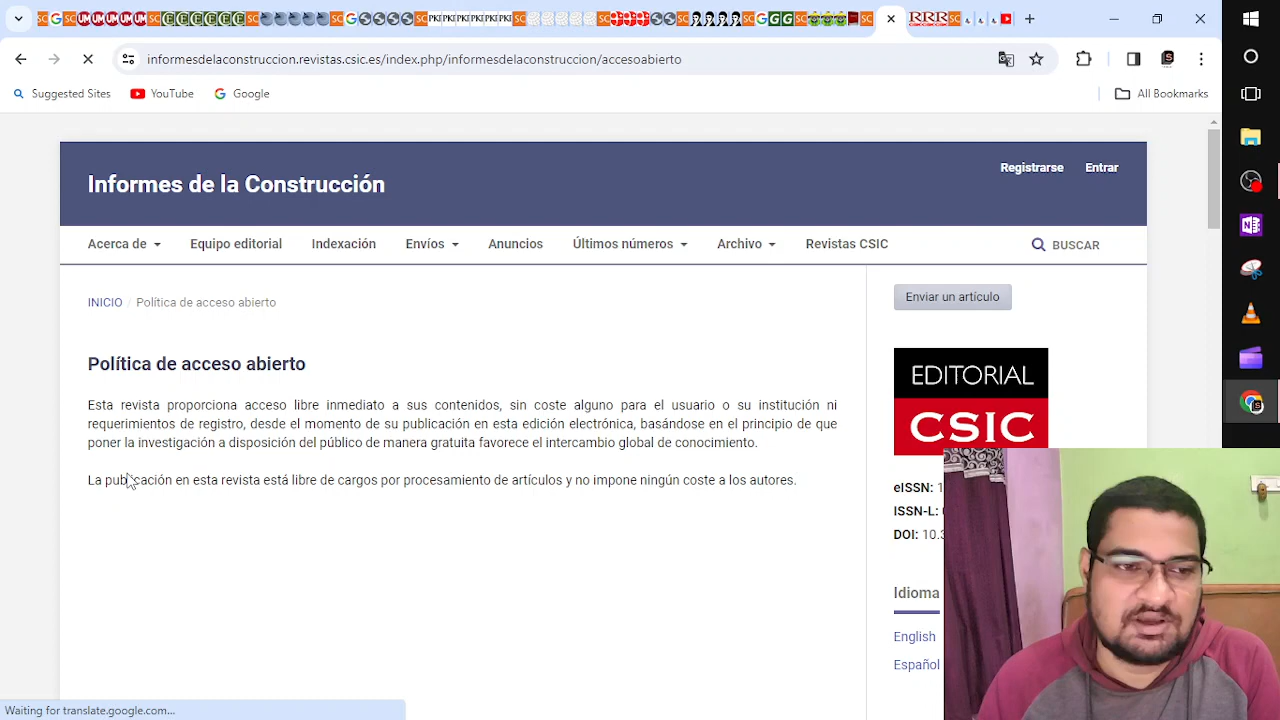 informesdelaconstruccion.revistas.csic.es/index.php/informesdelaconstruccion/accesoabierto
Suggested Sites YouTube Google All Bookmarks
Registrarse Entrar
Informes de la Construcción
Acerca de Equipo editorial Indexación Envíos Anuncios Últimos números Archivo Revistas CSIC BUSCAR
INICIO / Política de acceso abierto
Enviar un artículo
Política de acceso abierto
EDITORIAL
CSIC
Esta revista proporciona acceso libre inmediato a sus contenidos, sin coste alguno para el usuario o su institución ni
requerimientos de registro, desde el momento de su publicación en esta edición electrónica, basándose en el principio de que
poner la investigación a disposición del público de manera gratuita favorece el intercambio global de conocimiento.
La publicación en esta revista está libre de cargos por procesamiento de artículos y no impone ningún coste a los autores.
eISSN: 1
ISSN-L:
DOI: 10.3
Idioma
English
Español
Waiting for translate.google.com...